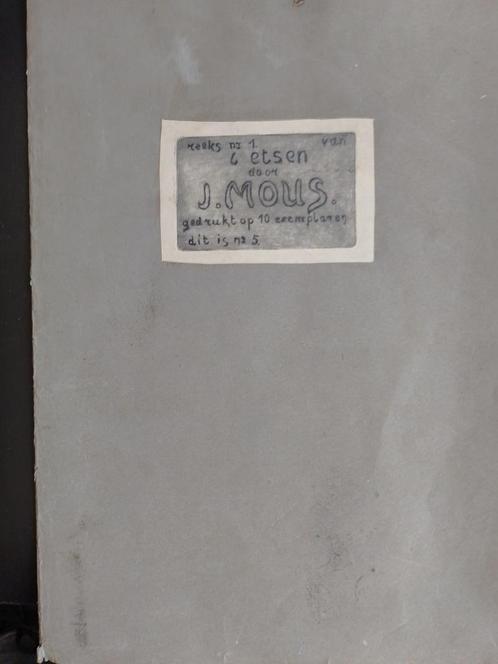 reeks nr 1. van
6 etsen
door
J. MOUS.
gedrukt op 10 exemplaren
dit is nr 5.